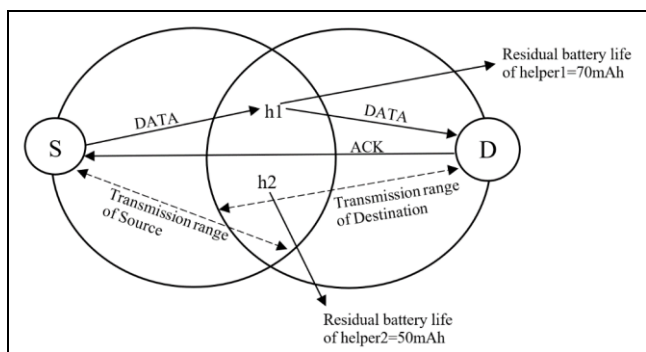 Residual battery life
of helper1=70mAh
h1
DATA
DATA
S
ACK
D
h2
Transmission range
of Source
Transmission range
of Destination
Residual battery life
of helper2=50mAh